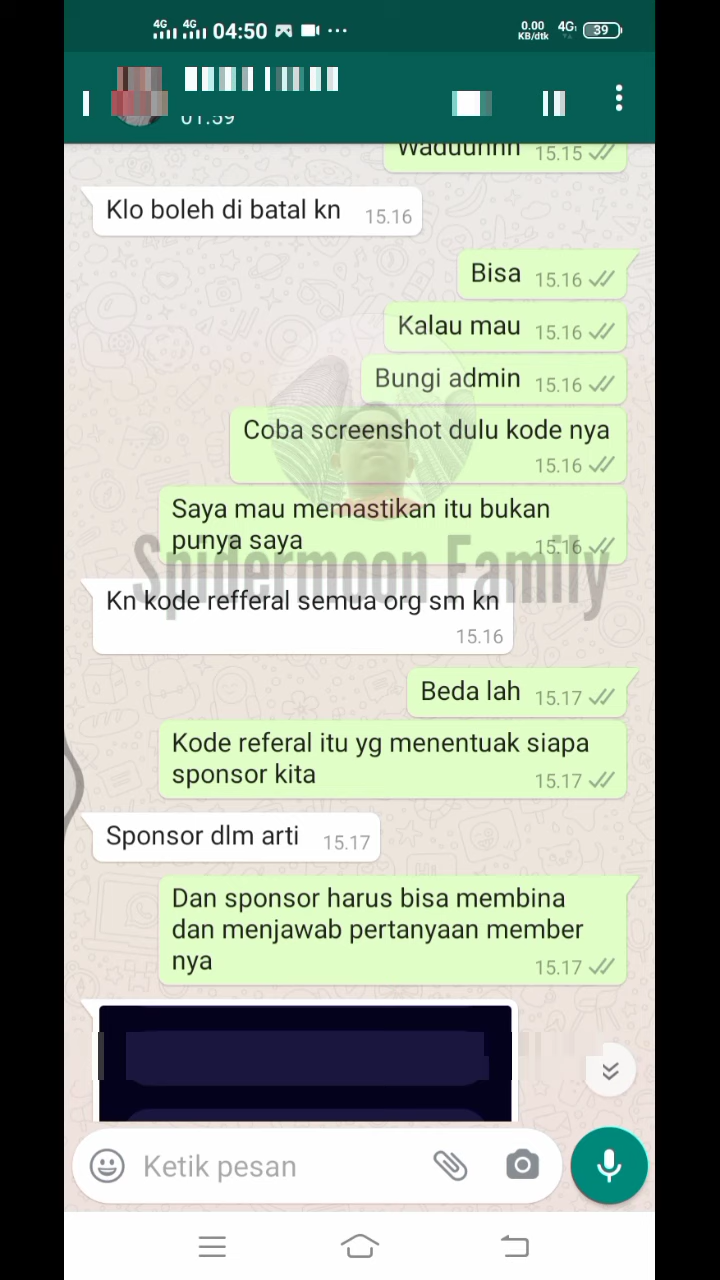 4G 4G 04:50 ··· 0.00 KB/dtk 4G 39
01:59
Waduuhhh 15.15
Klo boleh di batal kn 15.16
Bisa 15.16
Kalau mau 15.16
Bungi admin 15.16
Coba screenshot dulu kode nya
15.16
Saya mau memastikan itu bukan
punya saya 15.16
Spidermoon Family
Kn kode refferal semua org sm kn
15.16
Beda lah 15.17
Kode referal itu yg menentuak siapa
sponsor kita 15.17
Sponsor dlm arti 15.17
Dan sponsor harus bisa membina
dan menjawab pertanyaan member
nya 15.17
Ketik pesan